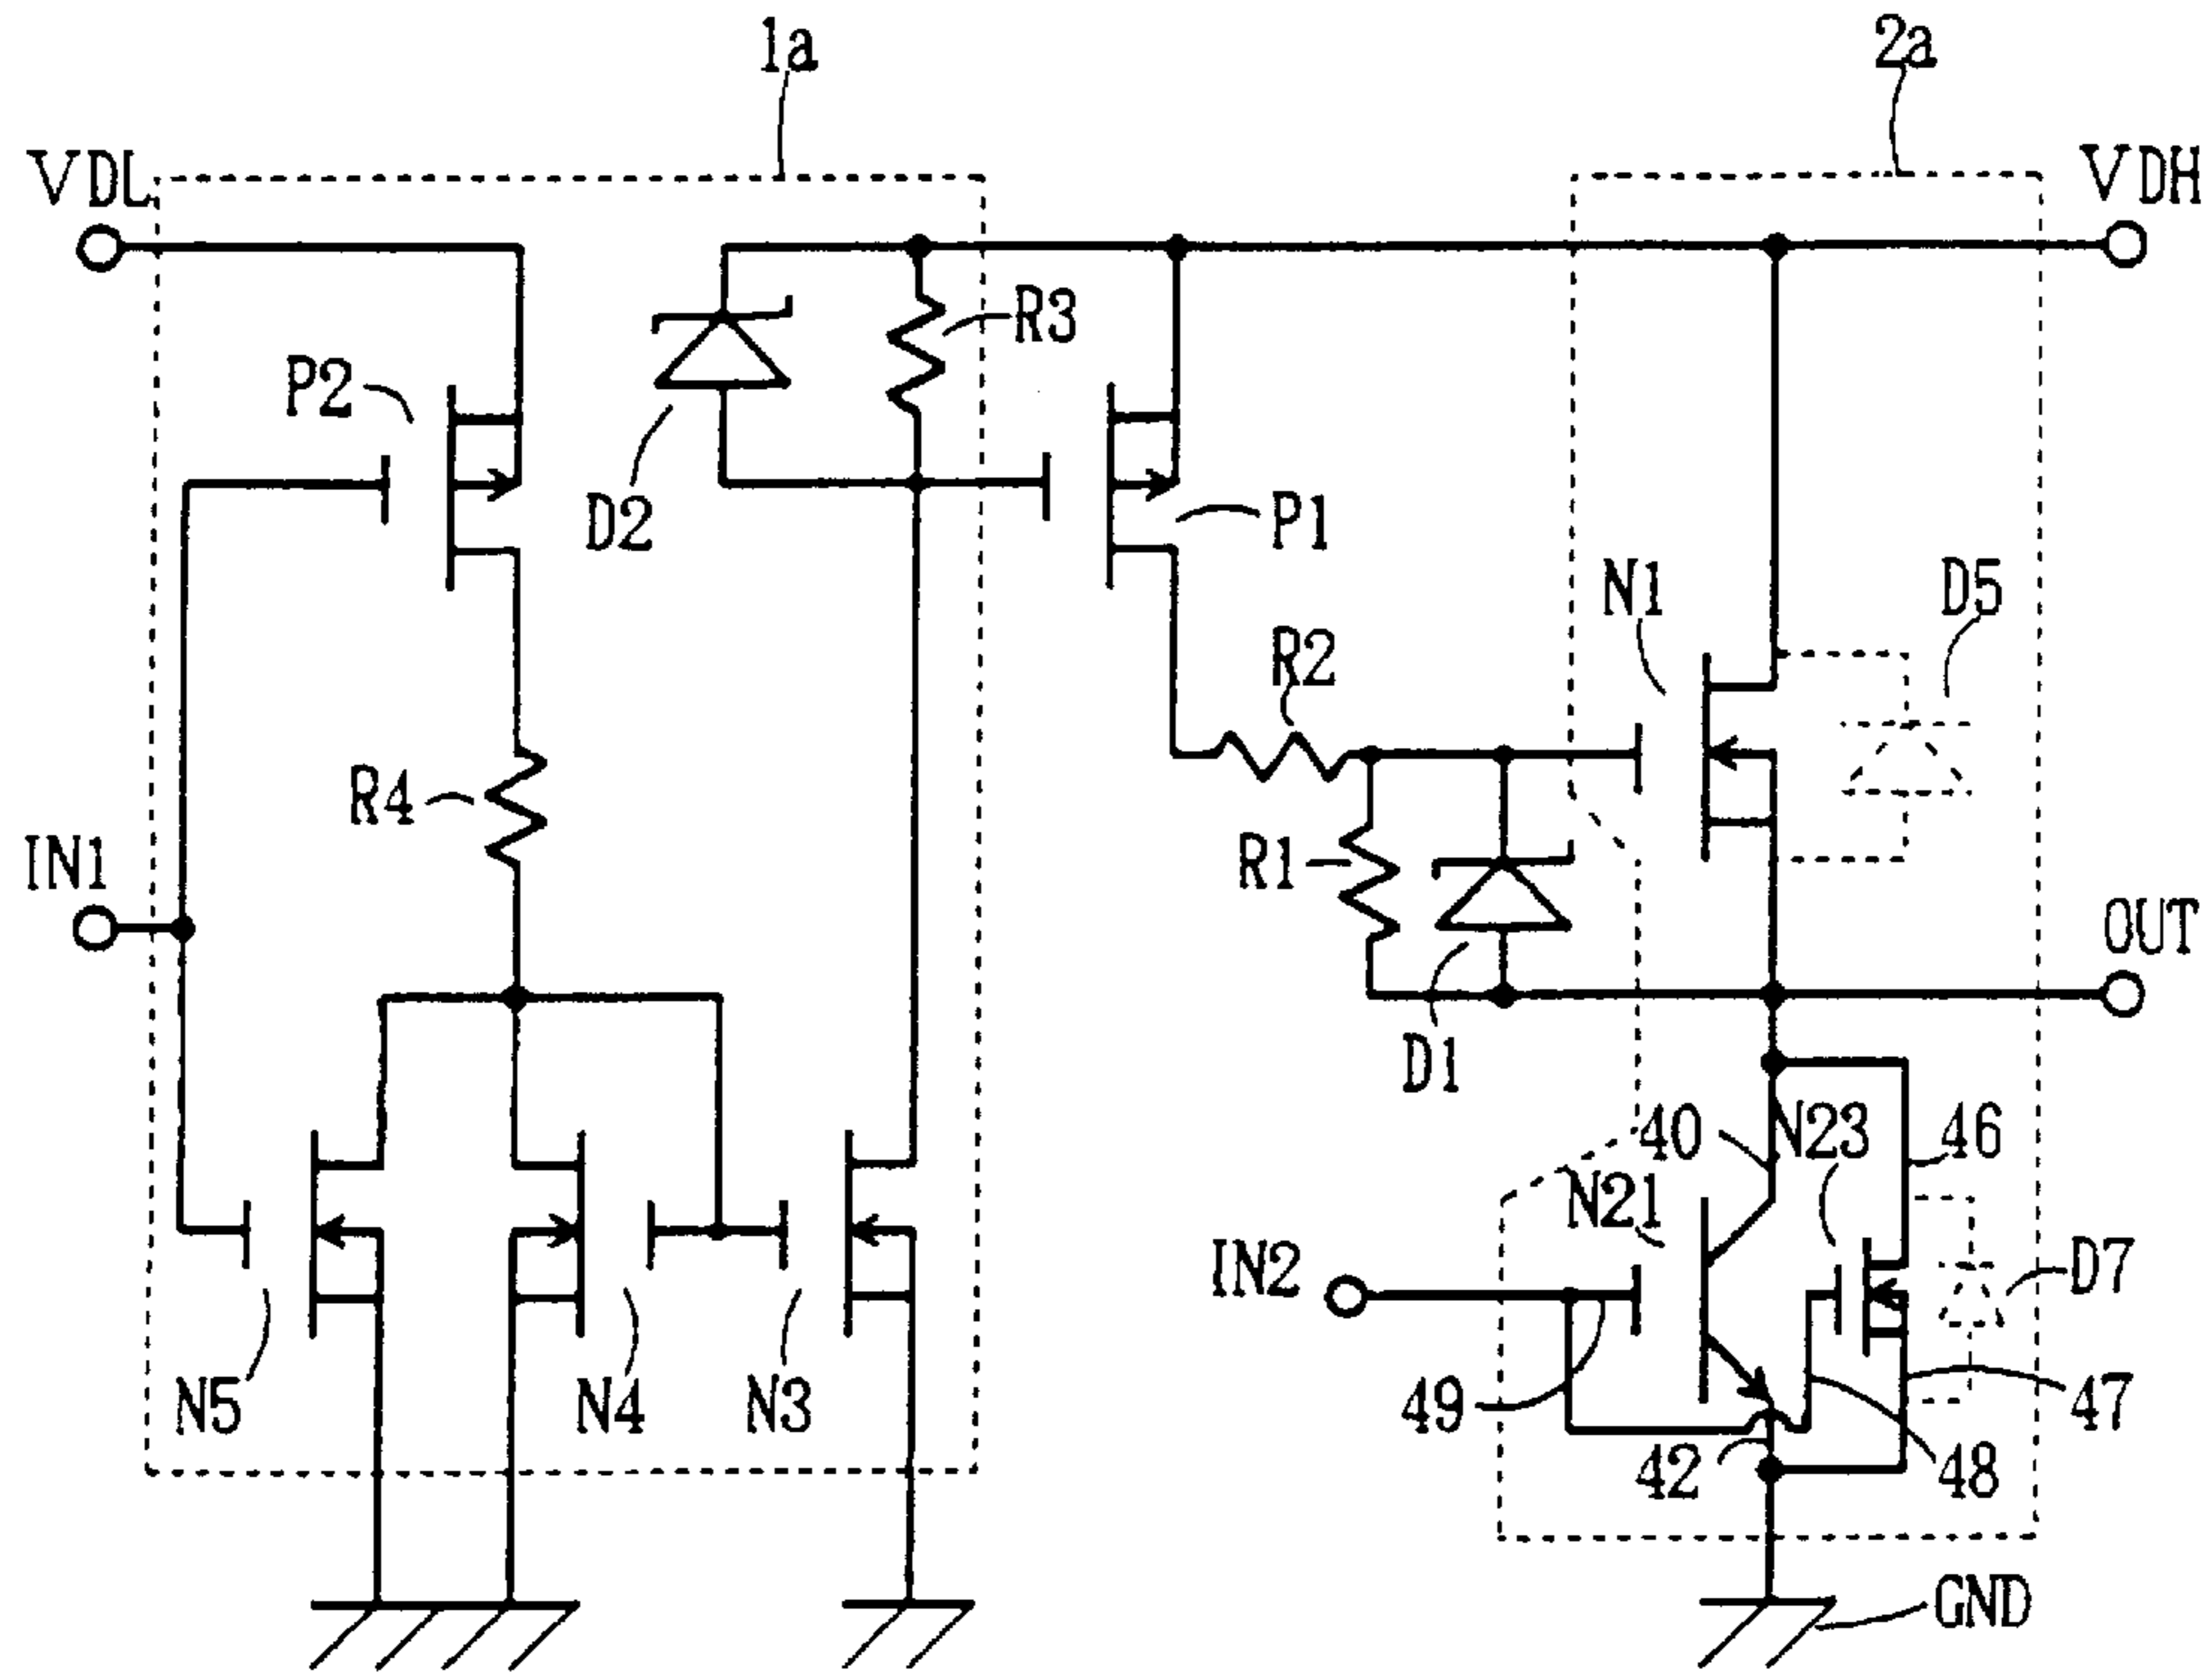 1a
2a
VDL
VDH
R3
P2
D2
P1
N1
D5
R2
R4
R1
IN1
OUT
D1
40
N23
46
N21
IN2
D7
N5
N4
N3
49
47
42
48
GND